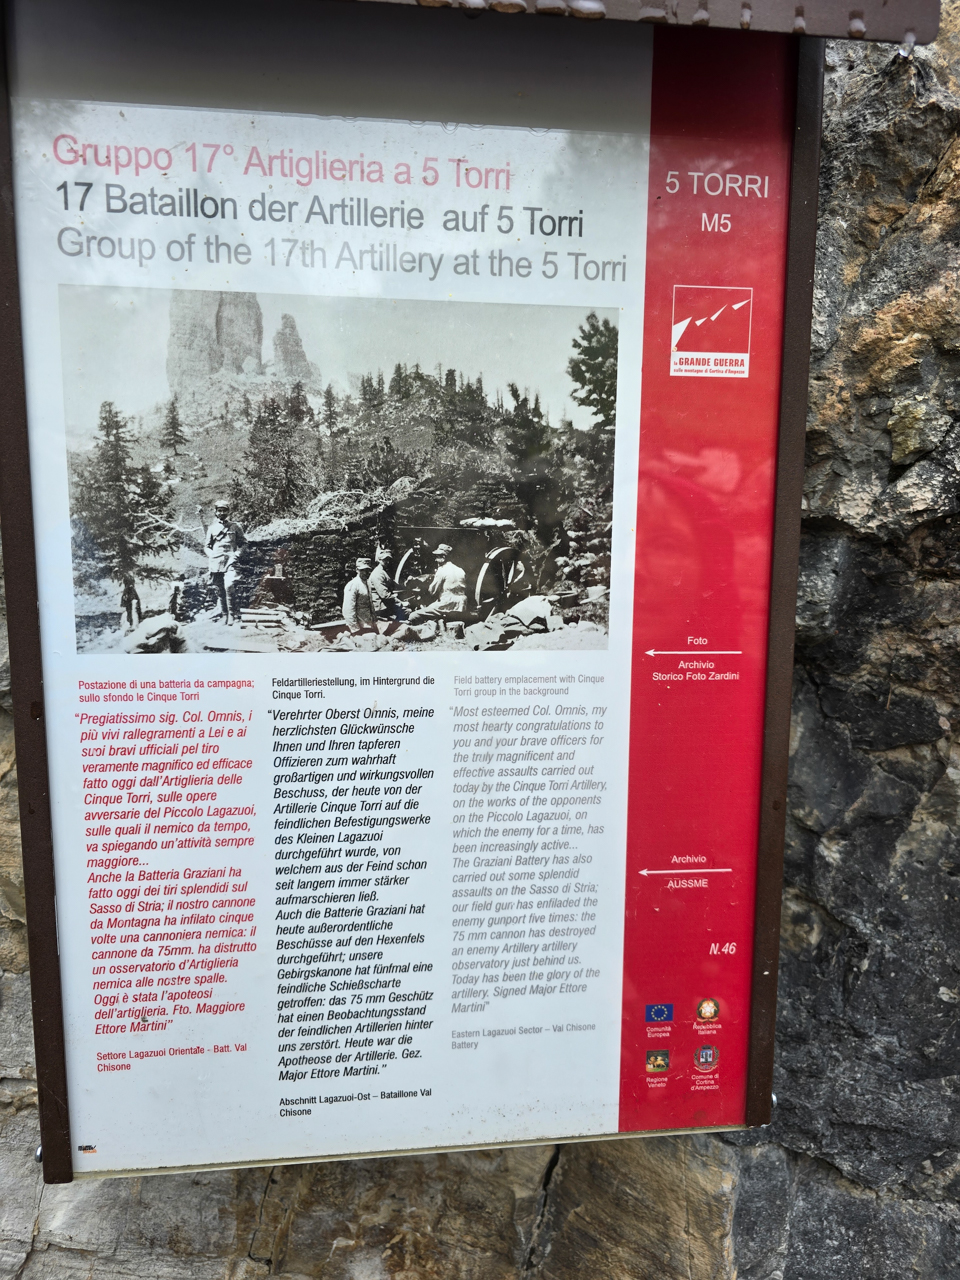 Gruppo 17° Artiglieria a 5 Torri
17 Bataillon der Artillerie auf 5 Torri
Group of the 17th Artillery at the 5 Torri
5 TORRI
M5
la GRANDE GUERRA
sulle montagne di Cortina d'Ampezzo
Foto
Archivio
Storico Foto Zardini
Postazione di una batteria da campagna;
sullo sfondo le Cinque Torri
"Pregiatissimo sig. Col. Omnis, i
più vivi rallegramenti a Lei e ai
suoi bravi ufficiali pel tiro
veramente magnifico ed efficace
fatto oggi dall'Artiglieria delle
Cinque Torri, sulle opere
avversarie del Piccolo Lagazuoi,
sulle quali il nemico da tempo,
va spiegando un'attività sempre
maggiore...
Anche la Batteria Graziani ha
fatto oggi dei tiri splendidi sul
Sasso di Stria; il nostro cannone
da Montagna ha infilato cinque
volte una cannoniera nemica: il
cannone da 75mm. ha distrutto
un osservatorio d'Artiglieria
nemica alle nostre spalle.
Oggi è stata l'apoteosi
dell'artiglieria. Fto. Maggiore
Ettore Martini"
Settore Lagazuoi Orientale - Batt. Val
Chisone
Feldartilleriestellung, im Hintergrund die
Cinque Torri.
"Verehrter Oberst Omnis, meine
herzlichsten Glückwünsche
Ihnen und Ihren tapferen
Offizieren zum wahrhaft
großartigen und wirkungsvollen
Beschuss, der heute von der
Artillerie Cinque Torri auf die
feindlichen Befestigungswerke
des Kleinen Lagazuoi
durchgeführt wurde, von
welchem aus der Feind schon
seit langem immer stärker
aufmarschieren ließ.
Auch die Batterie Graziani hat
heute außerordentliche
Beschüsse auf den Hexenfels
durchgeführt; unsere
Gebirgskanone hat fünfmal eine
feindliche Schießscharte
getroffen: das 75 mm Geschütz
hat einen Beobachtungsstand
der feindlichen Artillerien hinter
uns zerstört. Heute war die
Apotheose der Artillerie. Gez.
Major Ettore Martini."
Abschnitt Lagazuoi-Ost – Bataillone Val
Chisone
Field battery emplacement with Cinque
Torri group in the background
"Most esteemed Col. Omnis, my
most hearty congratulations to
you and your brave officers for
the truly magnificent and
effective assaults carried out
today by the Cinque Torri Artillery,
on the works of the opponents
on the Piccolo Lagazuoi, on
which the enemy for a time, has
been increasingly active...
The Graziani Battery has also
carried out some splendid
assaults on the Sasso di Stria;
our field gun has enfiladed the
enemy gunport five times: the
75 mm cannon has destroyed
an enemy Artillery artillery
observatory just behind us.
Today has been the glory of the
artillery. Signed Major Ettore
Martini"
Eastern Lagazuoi Sector – Val Chisone
Battery
Archivio
AUSSME
N.46
Comunità
Europea
Repubblica
Italiana
Regione
Veneto
Comune di
Cortina
d'Ampezzo